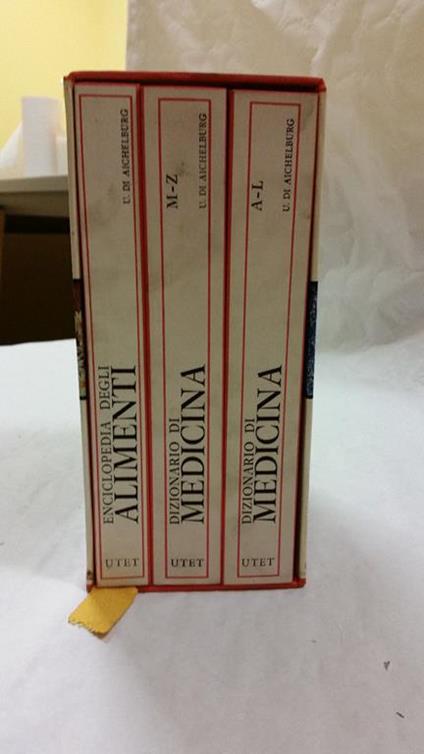 ENCICLOPEDIA DEGLI
ALIMENTI
U. DI AICHELBURG
UTET
DIZIONARIO DI
MEDICINA
M-Z
U. DI AICHELBURG
UTET
DIZIONARIO DI
MEDICINA
A-L
U. DI AICHELBURG
UTET